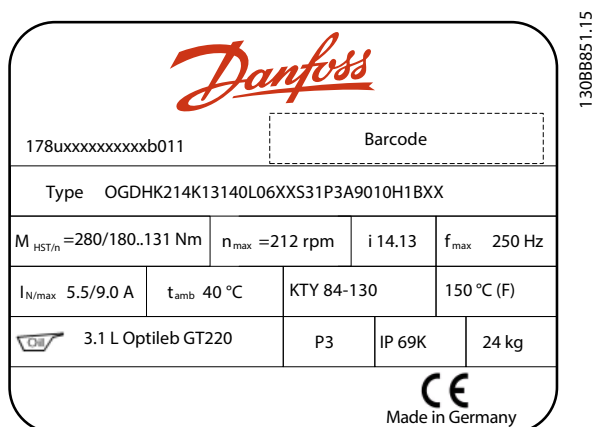 Danfoss
130BB851.15
178uxxxxxxxxxxb011
Barcode
Type OGDHK214K13140L06XXS31P3A9010H1BXX
M HST/n =280/180..131 Nm
n max =212 rpm
i 14.13
f max 250 Hz
I N/max 5.5/9.0 A
t amb 40 °C
KTY 84-130
150 °C (F)
Oil
3.1 L Optileb GT220
P3
IP 69K
24 kg
CE
Made in Germany